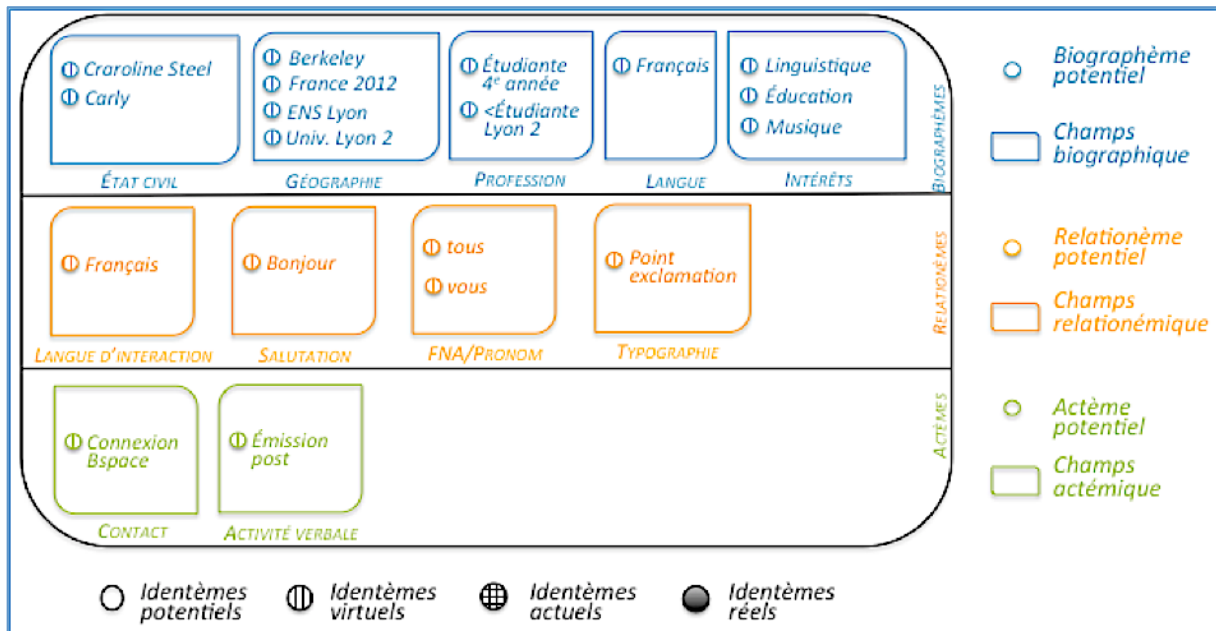 Craroline Steel
Carly
ÉTAT CIVIL
Berkeley
France 2012
ENS Lyon
Univ. Lyon 2
GÉOGRAPHIE
Étudiante
4e année
<Étudiante
Lyon 2
PROFESSION
Français
LANGUE
Linguistique
Éducation
Musique
INTÉRÊTS
BIOGRAPHÈMES
Français
LANGUE D'INTERACTION
Bonjour
SALUTATION
tous
vous
FNA/PRONOM
Point
exclamation
TYPOGRAPHIE
RELATIONÈMES
Connexion
Bspace
CONTACT
Émission
post
ACTIVITÉ VERBALE
ACTÈMES
Biographème
potentiel
Champs
biographique
Relationème
potentiel
Champs
relationémique
Actème
potentiel
Champs
actémique
Identèmes
potentiels
Identèmes
virtuels
Identèmes
actuels
Identèmes
réels